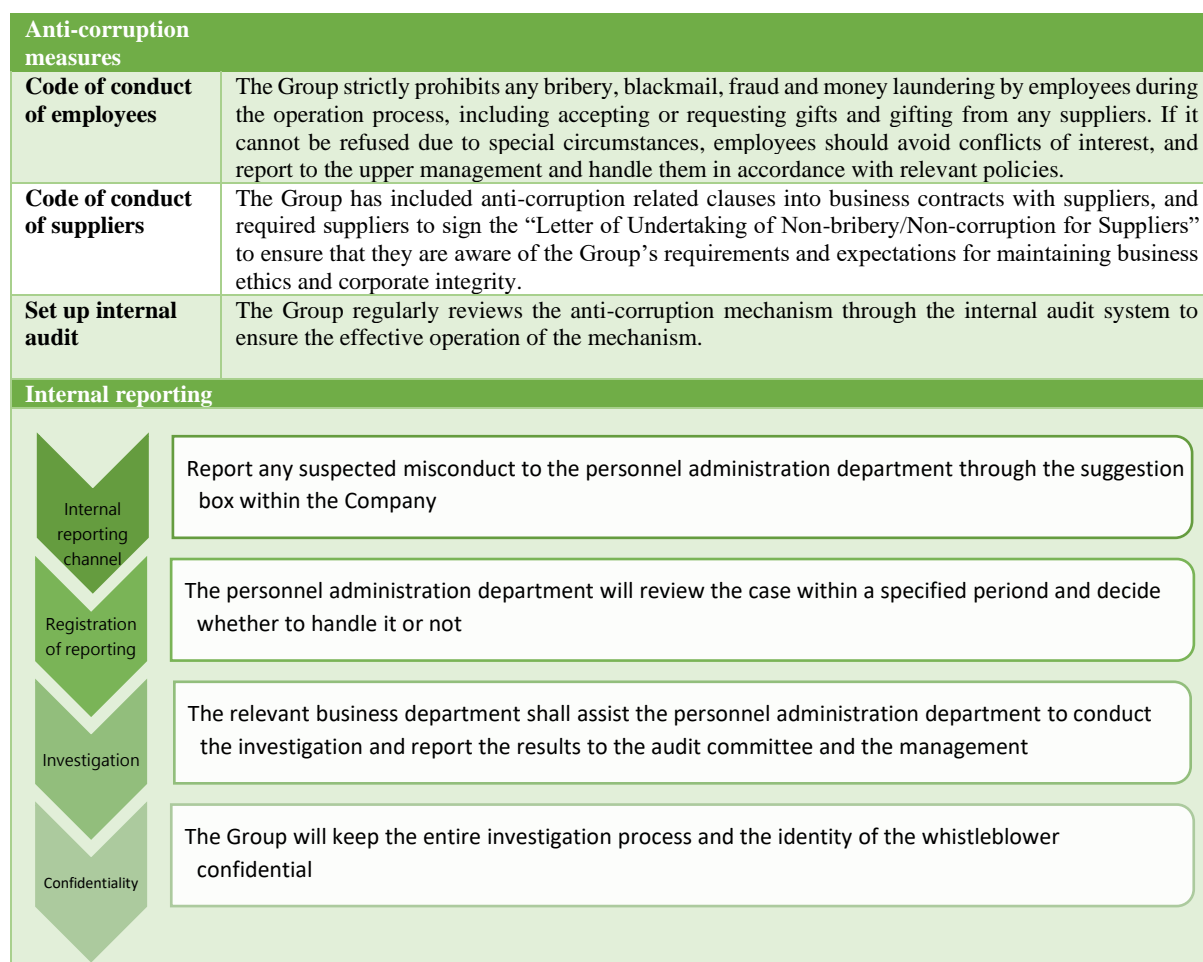 Anti-corruption
measures
Code of conduct
of employees
The Group strictly prohibits any bribery, blackmail, fraud and money laundering by employees during
the operation process, including accepting or requesting gifts and gifting from any suppliers. If it
cannot be refused due to special circumstances, employees should avoid conflicts of interest, and
report to the upper management and handle them in accordance with relevant policies.
Code of conduct
of suppliers
The Group has included anti-corruption related clauses into business contracts with suppliers, and
required suppliers to sign the “Letter of Undertaking of Non-bribery/Non-corruption for Suppliers”
to ensure that they are aware of the Group’s requirements and expectations for maintaining business
ethics and corporate integrity.
Set up internal
audit
The Group regularly reviews the anti-corruption mechanism through the internal audit system to
ensure the effective operation of the mechanism.
Internal reporting
Internal
reporting
channel
Report any suspected misconduct to the personnel administration department through the suggestion
box within the Company
Registration
of reporting
The personnel administration department will review the case within a specified periond and decide
whether to handle it or not
Investigation
The relevant business department shall assist the personnel administration department to conduct
the investigation and report the results to the audit committee and the management
Confidentiality
The Group will keep the entire investigation process and the identity of the whistleblower
confidential